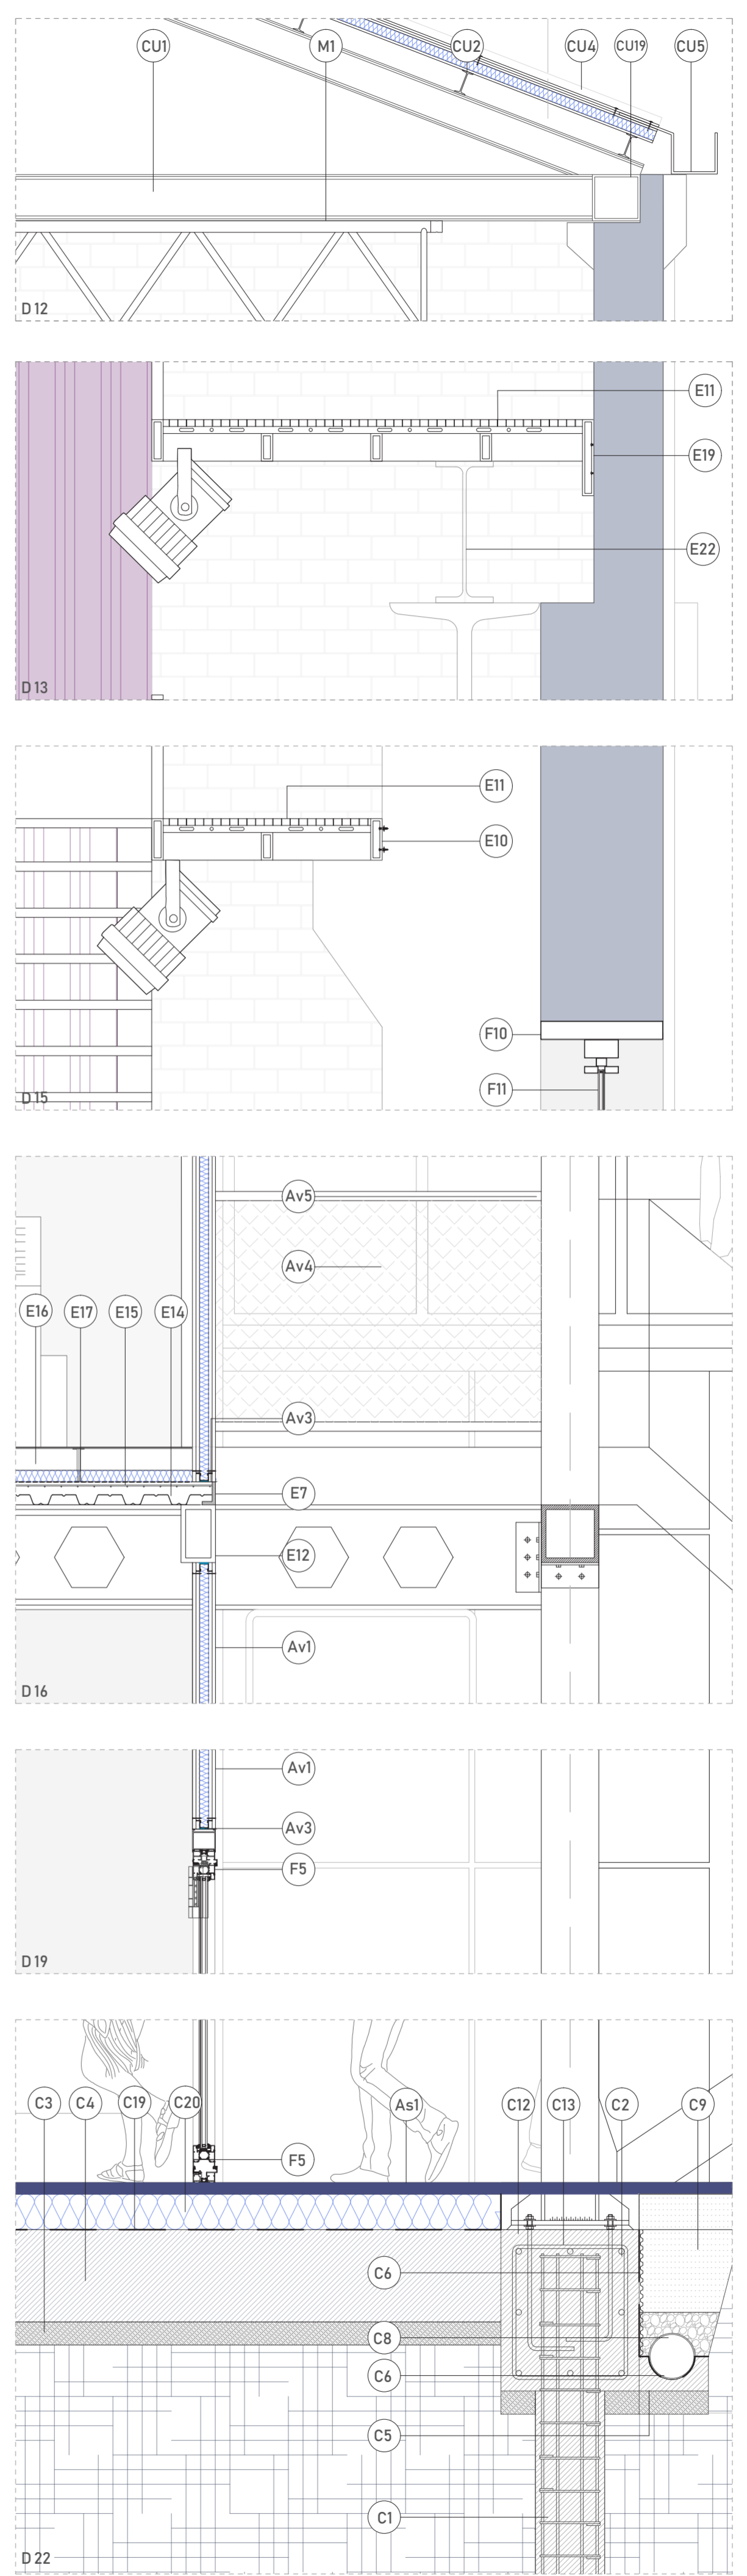 CU1 M1 CU2 CU4 CU19 CU5
D 12
E11
E19
E22
D 13
E11
E10
F10
F11
D 15
Av5
Av4
E16 E17 E15 E14
Av3
E7
E12
Av1
D 16
Av1
Av3
F5
D 19
C3 C4 C19 C20 As1 C12 C13 C2 C9
F5
C6
C8
C6
C5
C1
D 22